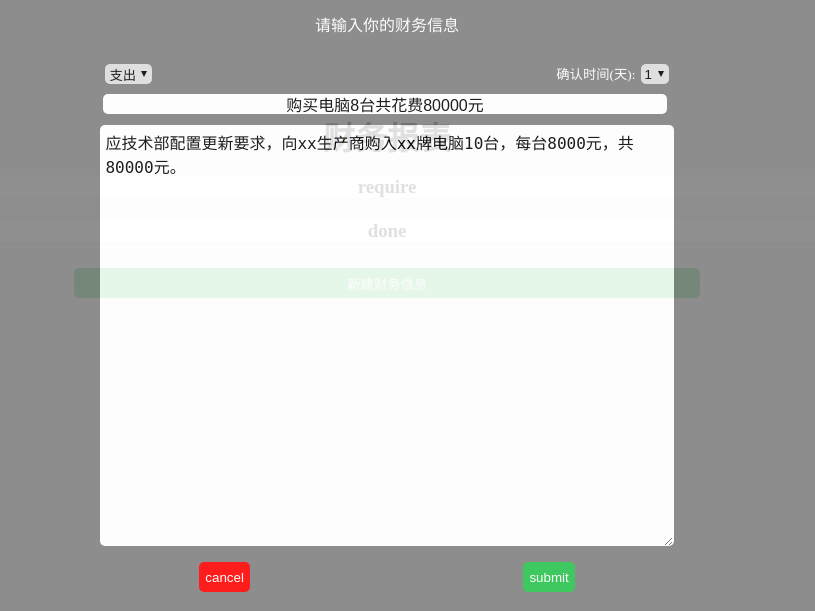 请输入你的财务信息
支出 确认时间(天): 1
购买电脑8台共花费80000元
财务报表
应技术部配置更新要求，向xx生产商购入xx牌电脑10台，每台8000元，共
80000元。
require
done
新建财务信息
cancel submit